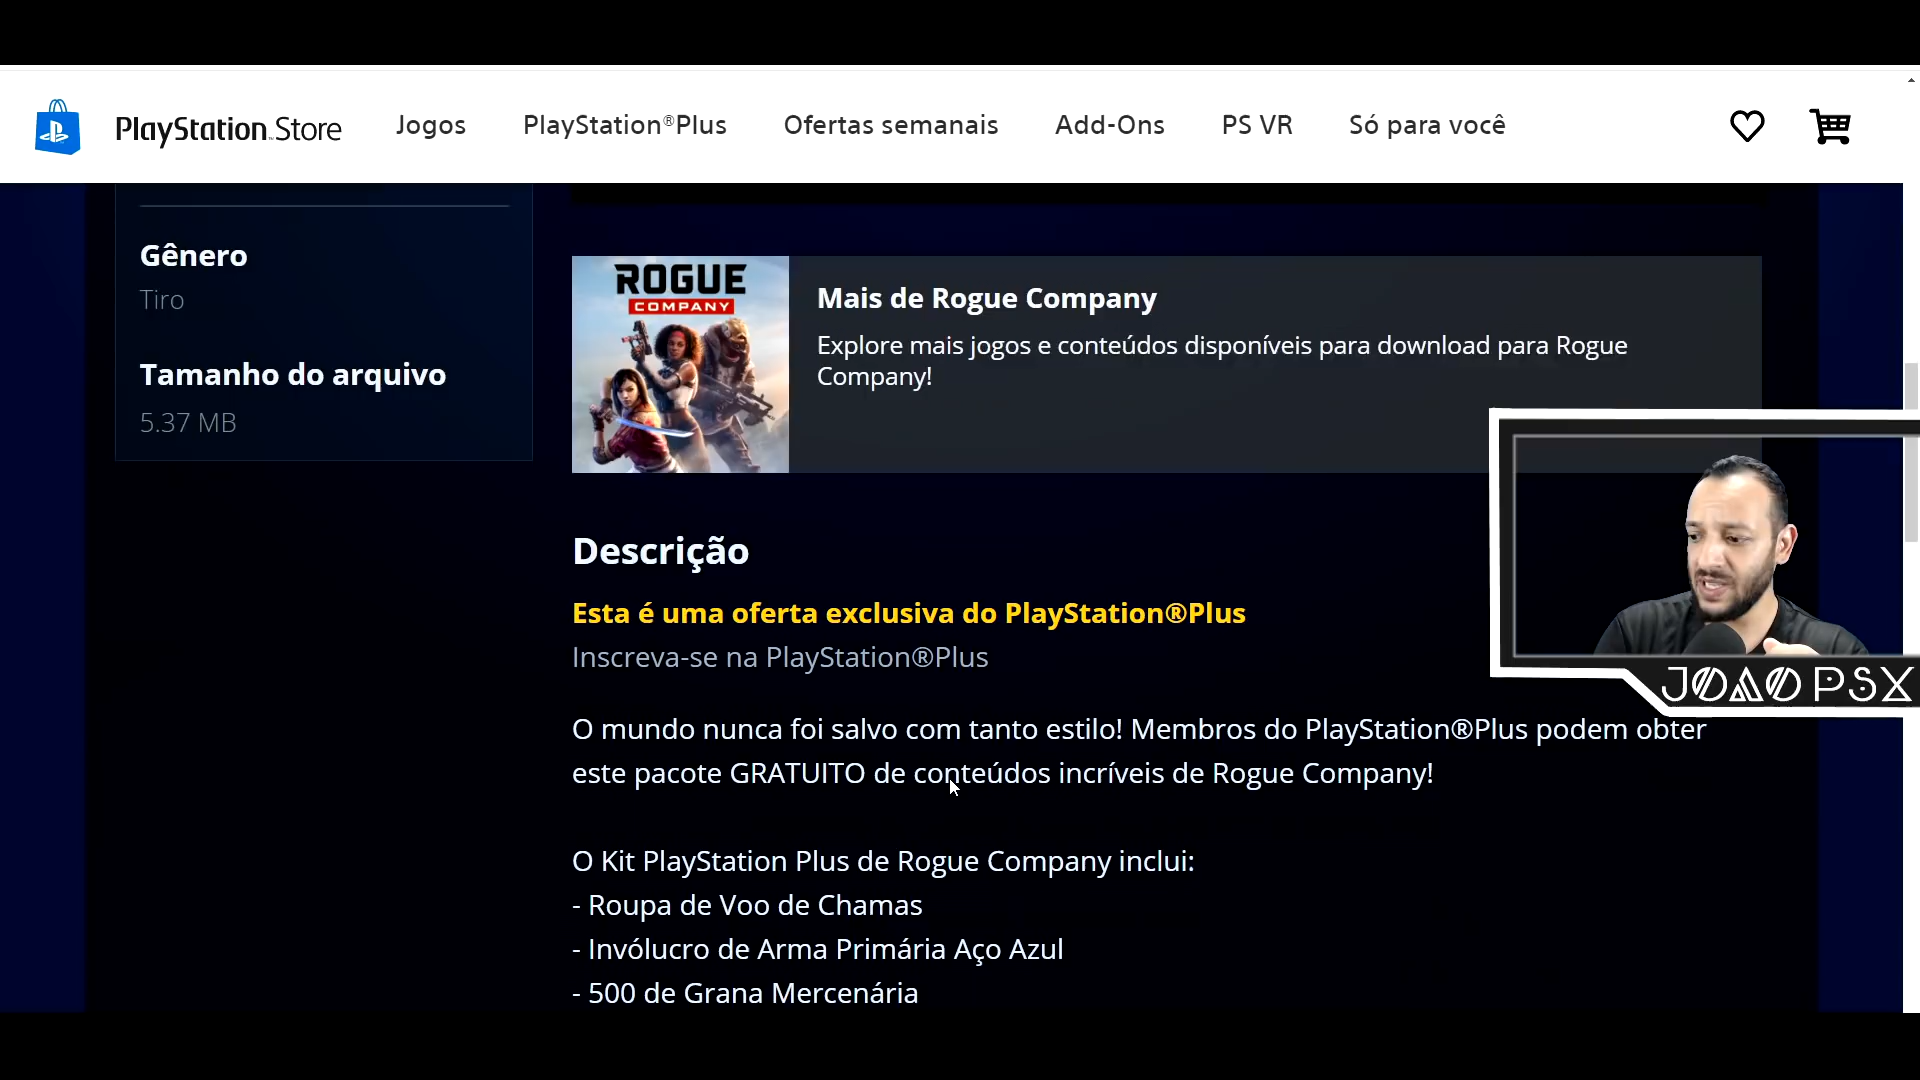 PlayStation Store
Jogos
PlayStation®Plus
Ofertas semanais
Add-Ons
PS VR
Só para você
Gênero
Tiro
Tamanho do arquivo
5.37 MB
ROGUE
COMPANY
Mais de Rogue Company
Explore mais jogos e conteúdos disponíveis para download para Rogue
Company!
JOAO PSX
Descrição
Esta é uma oferta exclusiva do PlayStation®Plus
Inscreva-se na PlayStation®Plus
O mundo nunca foi salvo com tanto estilo! Membros do PlayStation®Plus podem obter
este pacote GRATUITO de conteúdos incríveis de Rogue Company!
O Kit PlayStation Plus de Rogue Company inclui:
- Roupa de Voo de Chamas
- Invólucro de Arma Primária Aço Azul
- 500 de Grana Mercenária